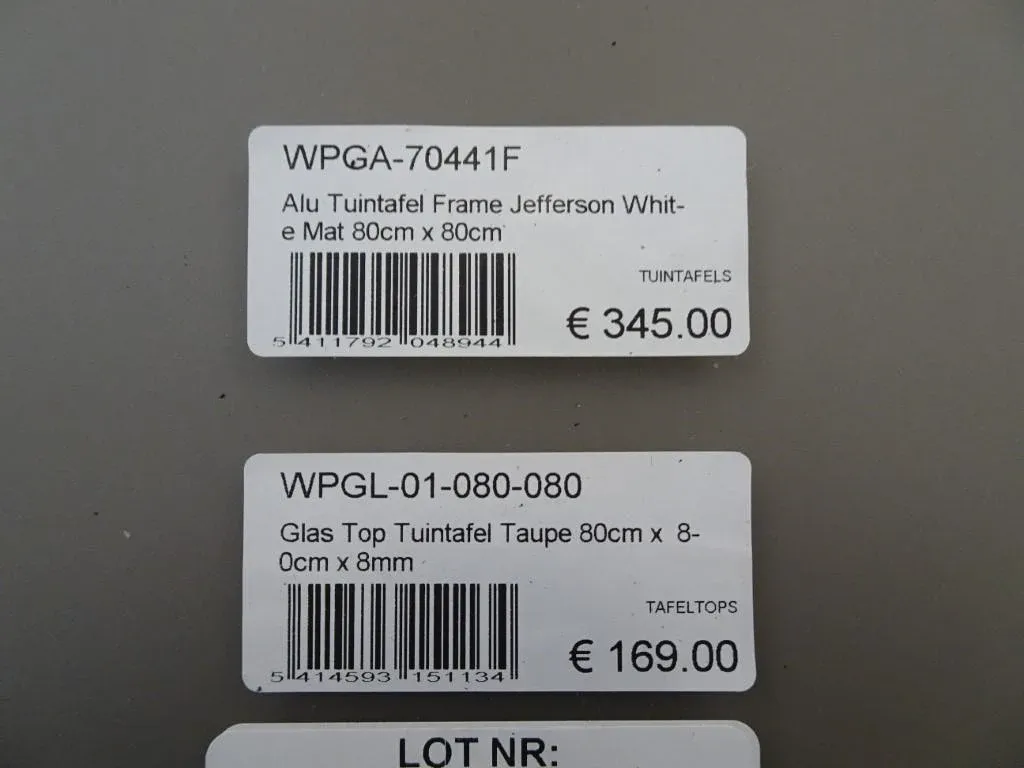 WPGA-70441F
Alu Tuintafel Frame Jefferson Whit-
e Mat 80cm x 80cm
TUINTAFELS
€ 345.00
5 411792 048944
WPGL-01-080-080
Glas Top Tuintafel Taupe 80cm x 8-
0cm x 8mm
TAFELTOPS
€ 169.00
5 414593 151134
LOT NR: